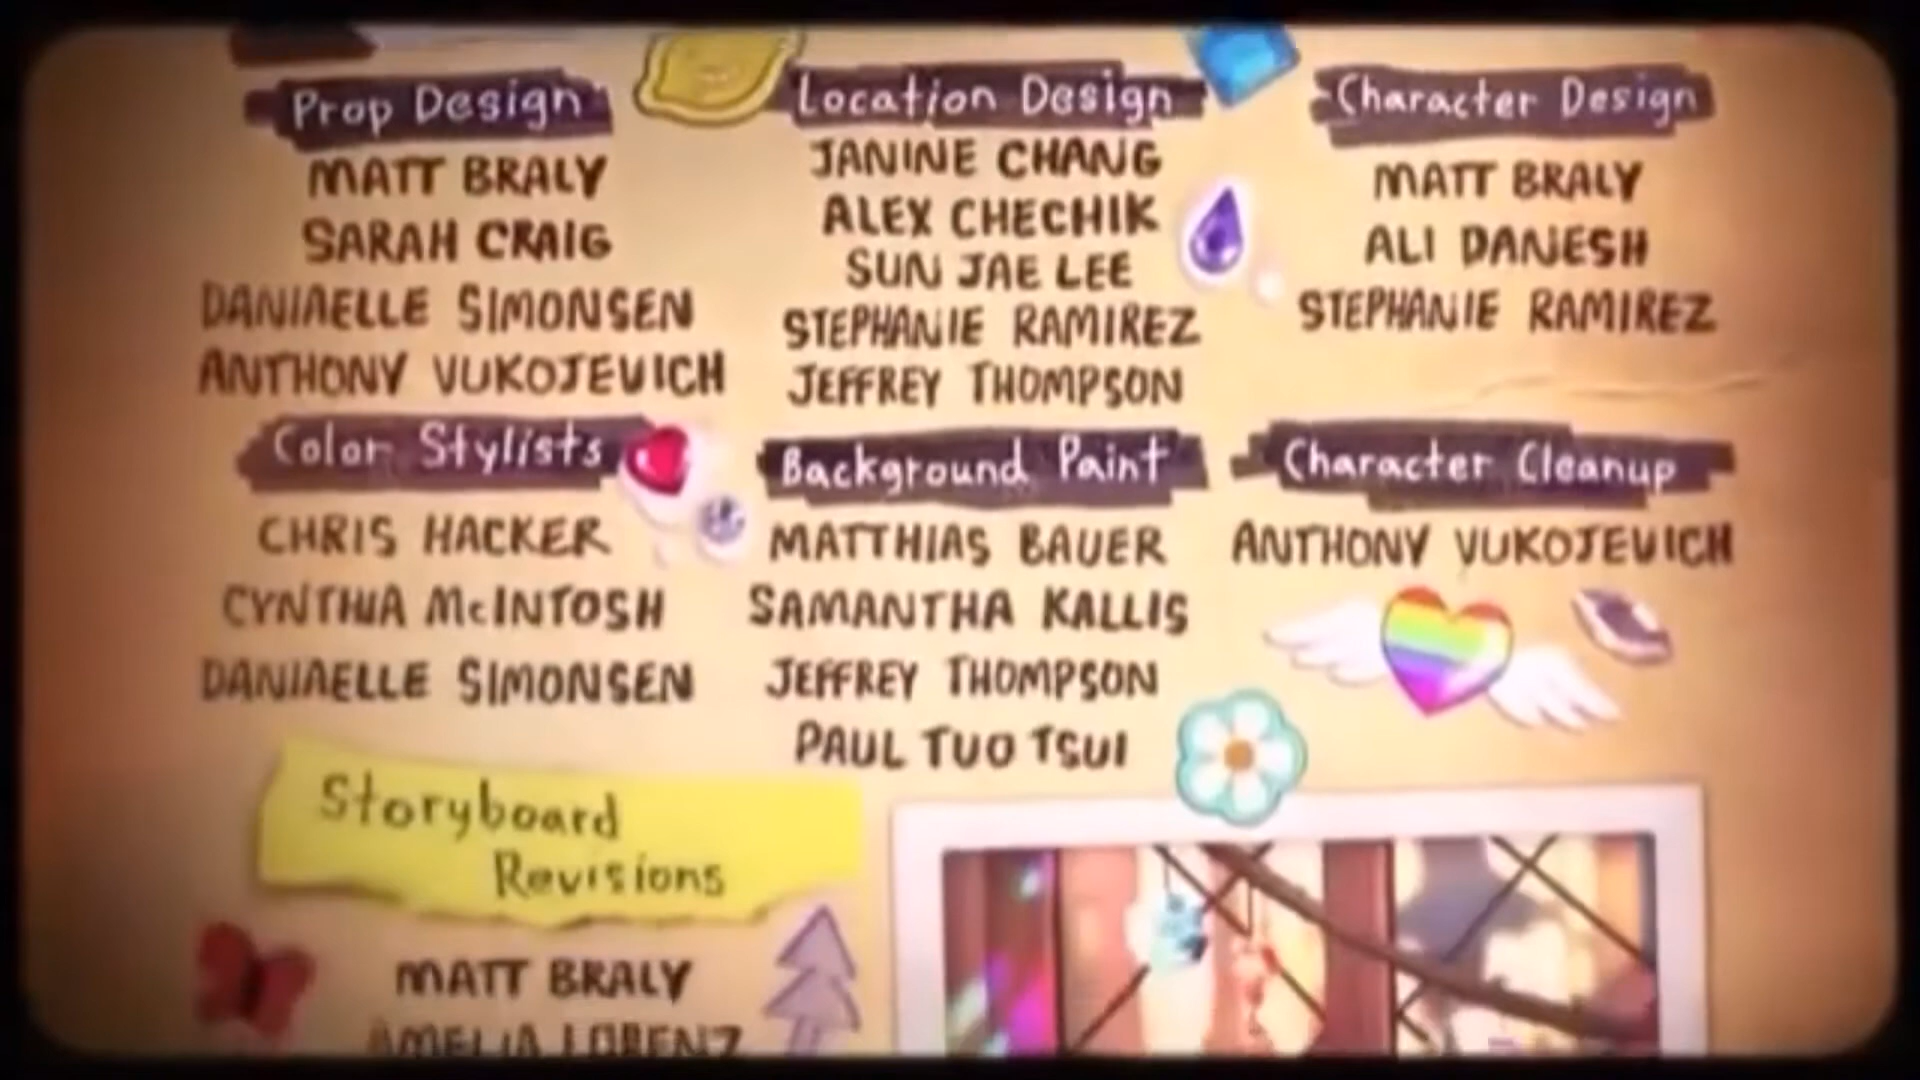 Prop Design
MATT BRALY
SARAH CRAIG
DANIAELLE SIMONSEN
ANTHONY VUKOJEVICH
Location Design
JANINE CHANG
ALEX CHECHIK
SUN JAE LEE
STEPHANIE RAMIREZ
JEFFREY THOMPSON
Character Design
MATT BRALY
ALI DANESH
STEPHANIE RAMIREZ
Color Stylists
CHRIS HACKER
CYNTHIA McINTOSH
DANIAELLE SIMONSEN
Background Paint
MATTHIAS BAUER
SAMANTHA KALLIS
JEFFREY THOMPSON
PAUL TUO TSUI
Character Cleanup
ANTHONY VUKOJEVICH
Storyboard
Revisions
MATT BRALY
AMELIA LORENZ